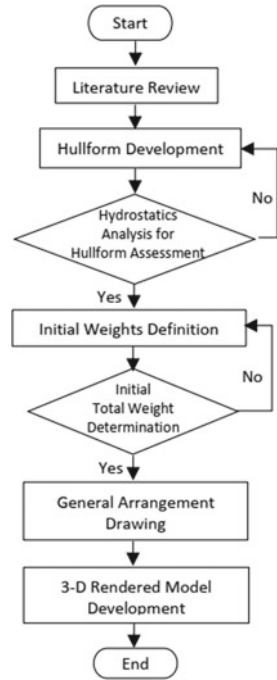 Start
Literature Review
Hullform Development
No
Hydrostatics
Analysis for
Hullform Assessment
Yes
Initial Weights Definition
No
Initial
Total Weight
Determination
Yes
General Arrangement
Drawing
3-D Rendered Model
Development
End